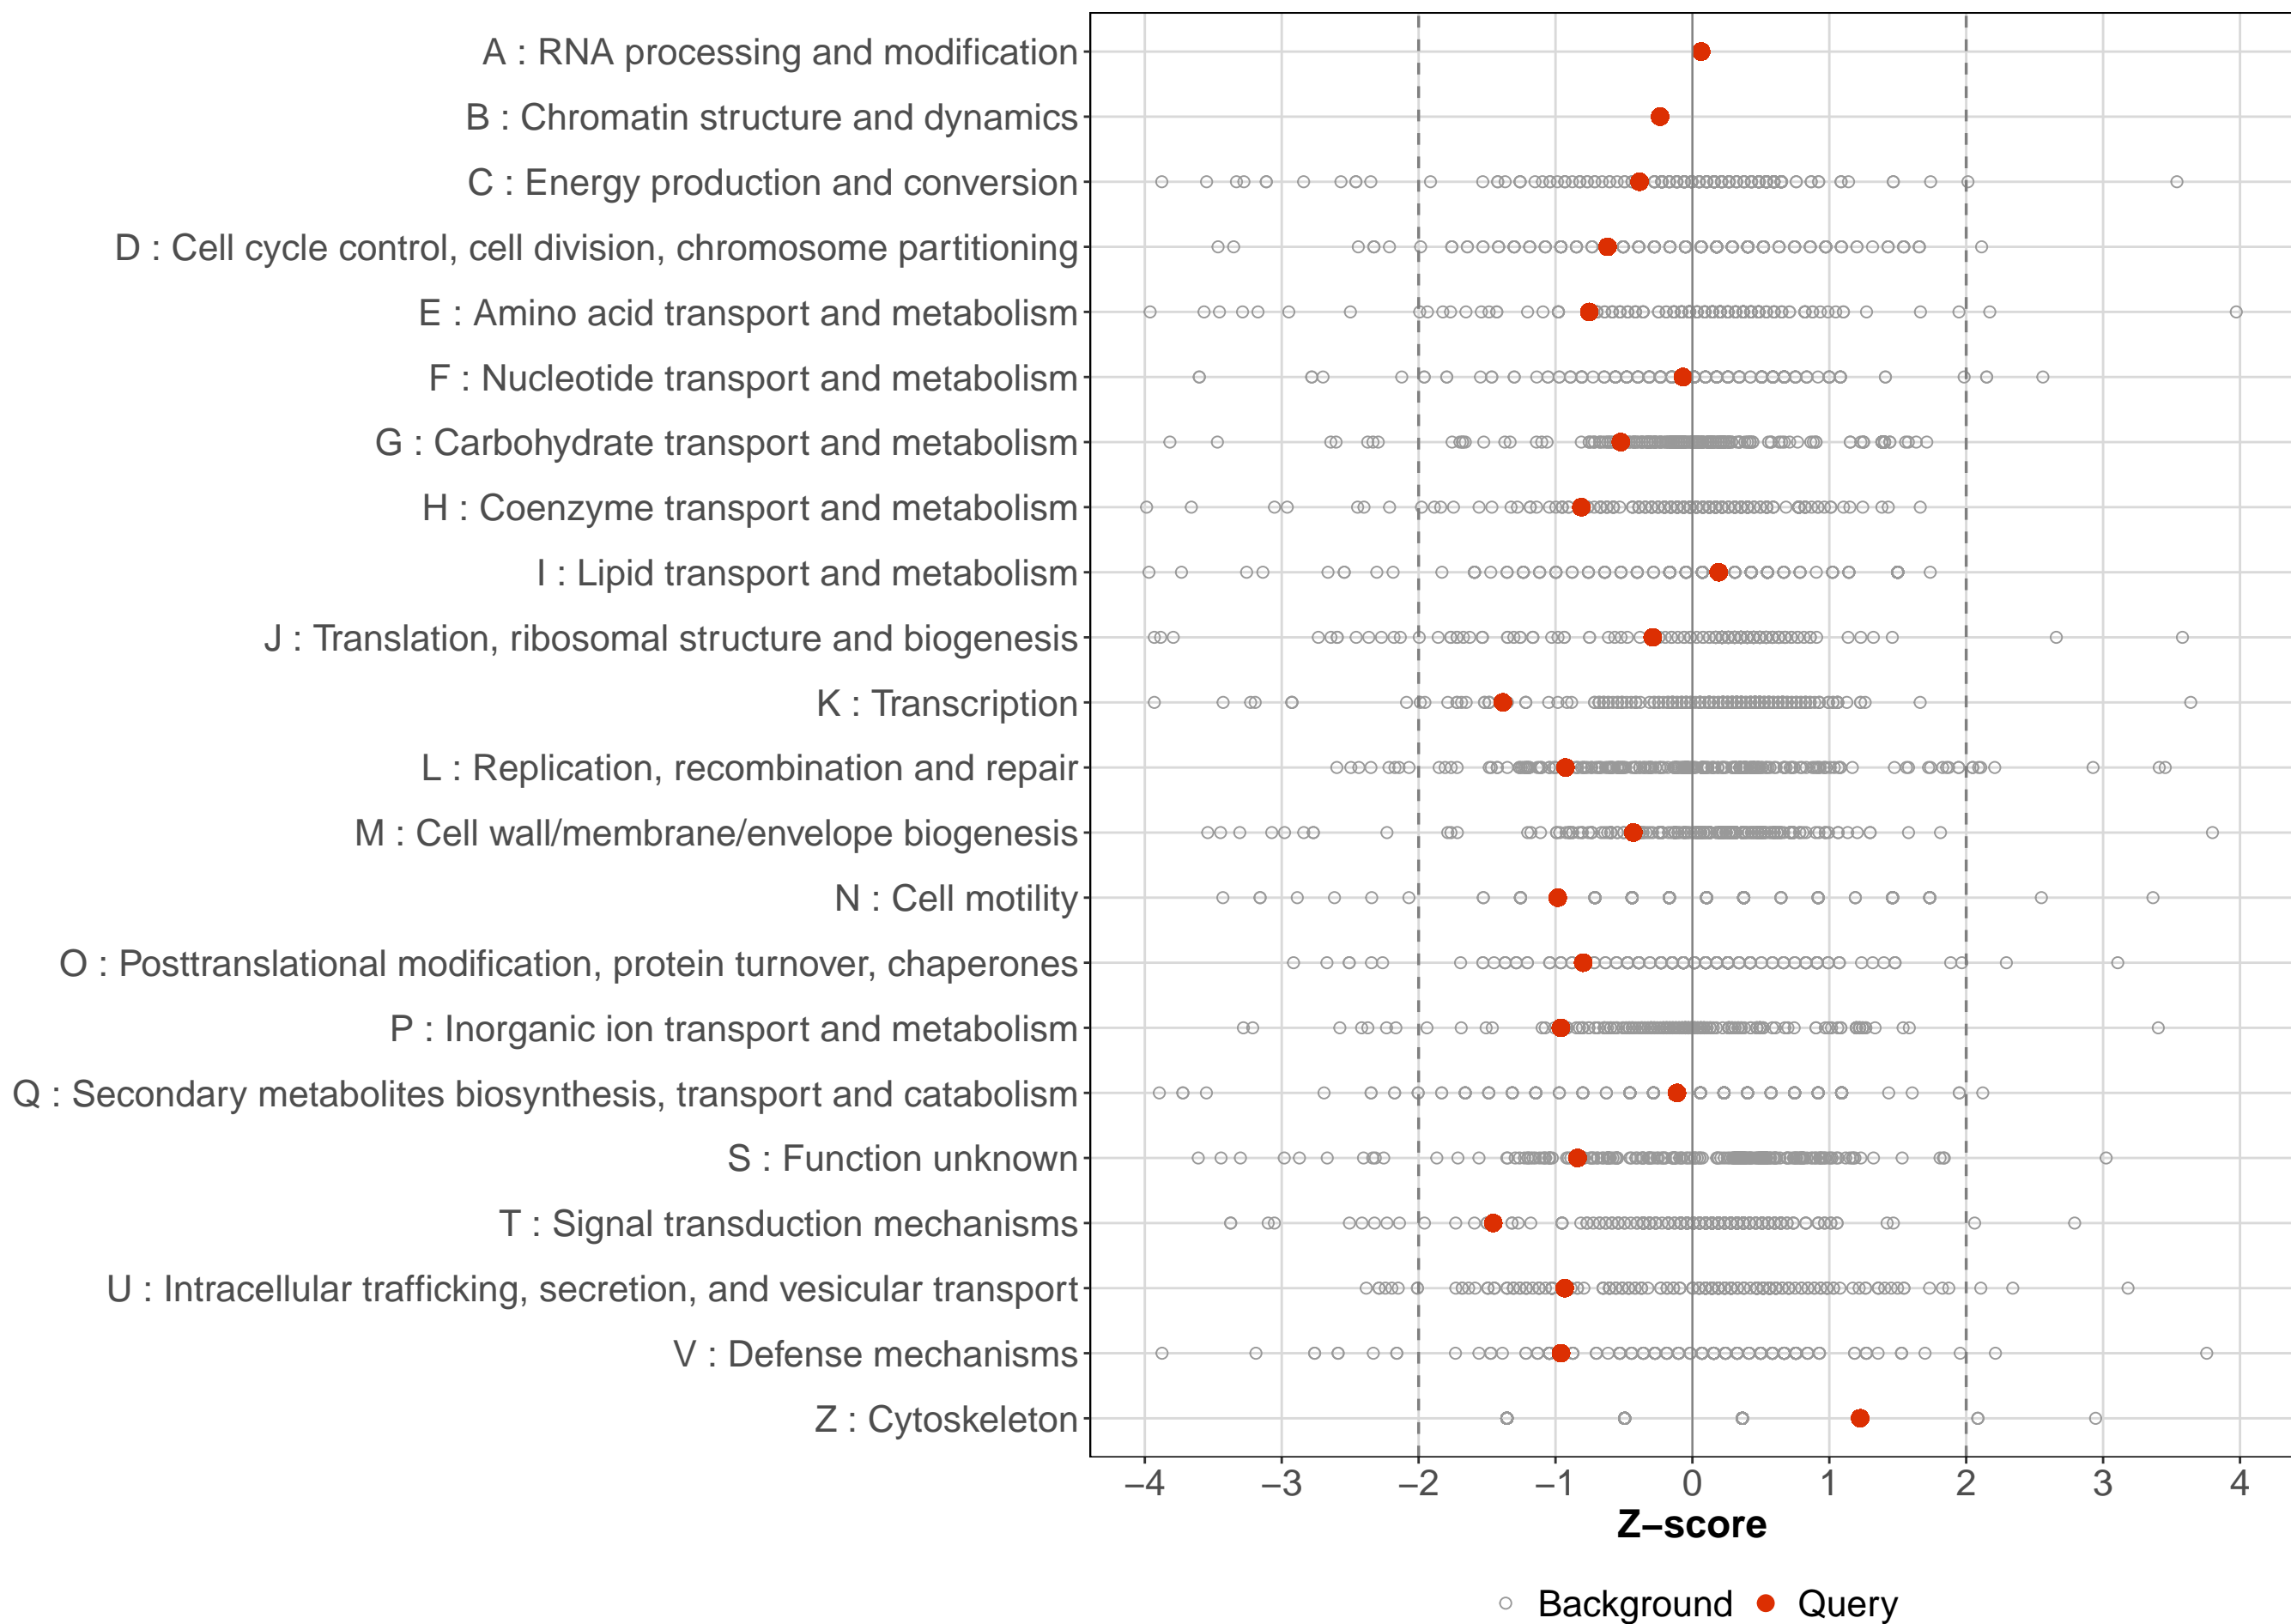 A : RNA processing and modification
B : Chromatin structure and dynamics
C : Energy production and conversion
D : Cell cycle control, cell division, chromosome partitioning
E : Amino acid transport and metabolism
F : Nucleotide transport and metabolism
G : Carbohydrate transport and metabolism
H : Coenzyme transport and metabolism
I : Lipid transport and metabolism
J : Translation, ribosomal structure and biogenesis
K : Transcription
L : Replication, recombination and repair
M : Cell wall/membrane/envelope biogenesis
N : Cell motility
O : Posttranslational modification, protein turnover, chaperones
P : Inorganic ion transport and metabolism
Q : Secondary metabolites biosynthesis, transport and catabolism
S : Function unknown
T : Signal transduction mechanisms
U : Intracellular trafficking, secretion, and vesicular transport
V : Defense mechanisms
Z : Cytoskeleton
−4 −3 −2 −1 0 1 2 3 4
Z−score
Background Query